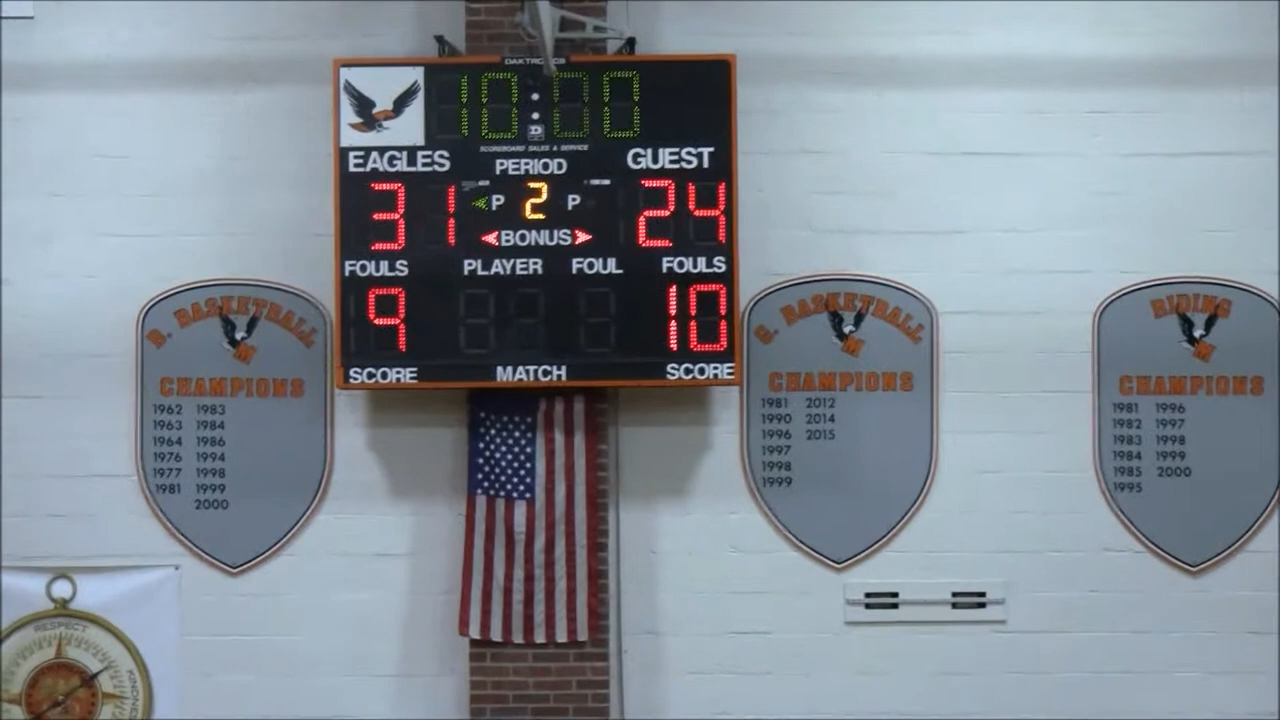 DAKTRONICS
10:00
SCOREBOARD SALES & SERVICE
EAGLES PERIOD GUEST
31 P 2 P 24
BONUS
FOULS PLAYER FOUL FOULS
9 10
SCORE MATCH SCORE
B. BASKETBALL
M
CHAMPIONS
1962 1983
1963 1984
1964 1986
1976 1994
1977 1998
1981 1999
2000
G. BASKETBALL
M
CHAMPIONS
1981 2012
1990 2014
1996 2015
1997
1998
1999
RIDING
M
CHAMPIONS
1981 1996
1982 1997
1983 1998
1984 1999
1985 2000
1995
RESPECT